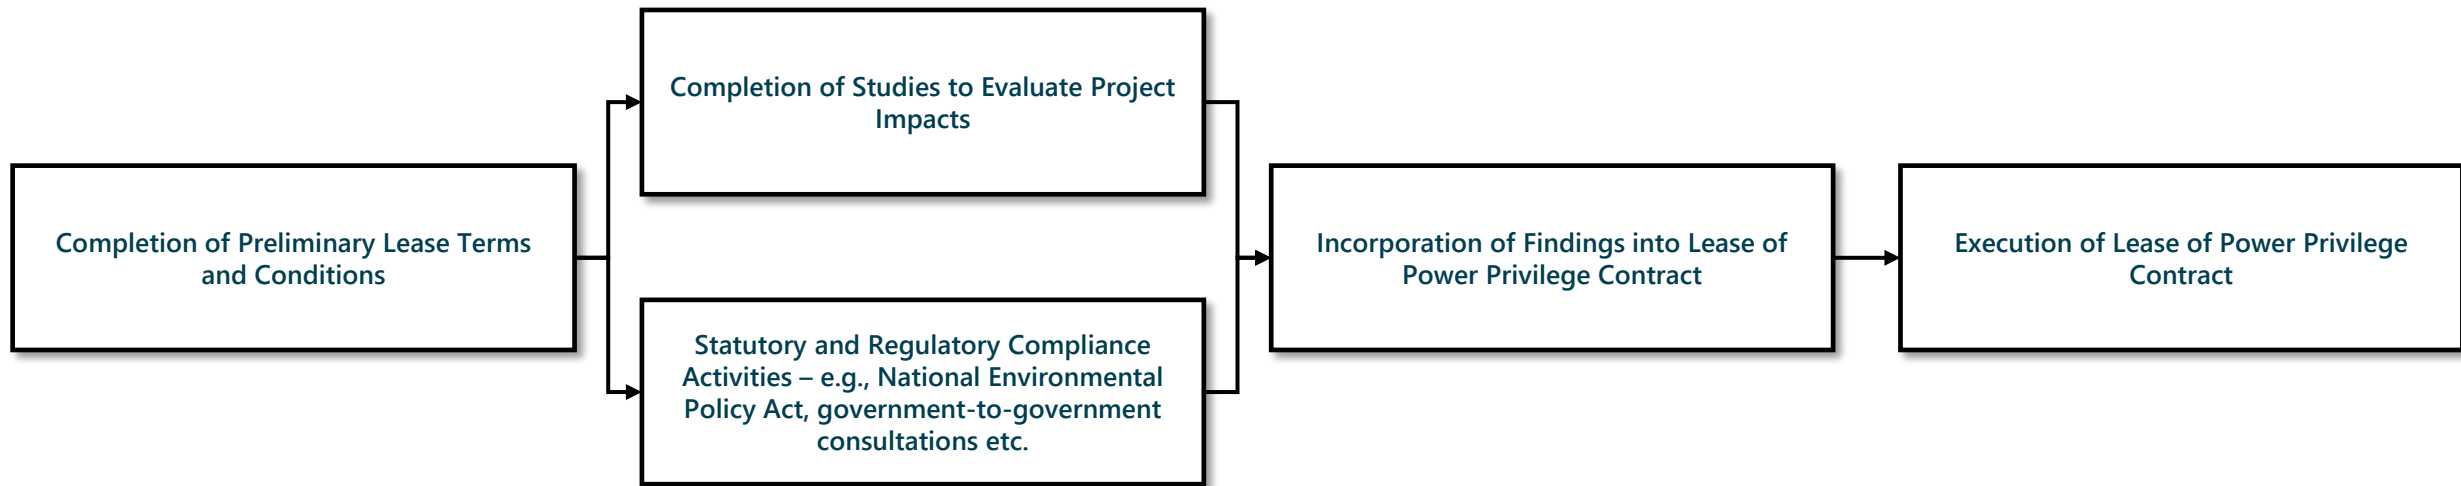 Completion of Preliminary Lease Terms
and Conditions
Completion of Studies to Evaluate Project
Impacts
Statutory and Regulatory Compliance
Activities – e.g., National Environmental
Policy Act, government-to-government
consultations etc.
Incorporation of Findings into Lease of
Power Privilege Contract
Execution of Lease of Power Privilege
Contract